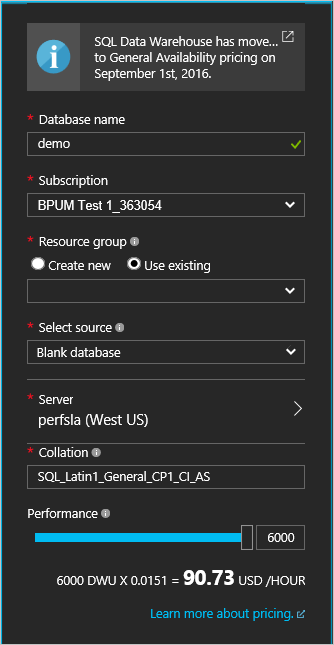 SQL Data Warehouse has move...
to General Availability pricing on
September 1st, 2016.
* Database name
demo
* Subscription
BPUM Test 1_363054
* Resource group
Create new Use existing
* Select source
Blank database
* Server
perfsla (West US)
* Collation
SQL_Latin1_General_CP1_CI_AS
Performance
6000
6000 DWU X 0.0151 = 90.73 USD /HOUR
Learn more about pricing.